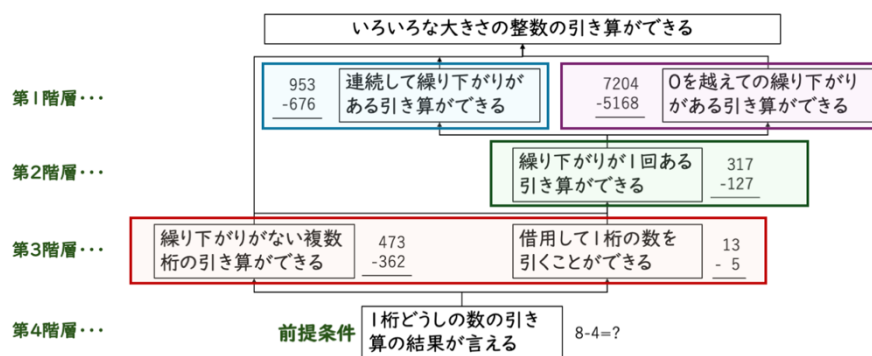 いろいろな大きさの整数の引き算ができる
第1階層・・・
953
-676
連続して繰り下がりが
ある引き算ができる
7204
-5168
0を越えての繰り下がり
がある引き算ができる
第2階層・・・
繰り下がりが1回ある
引き算ができる
317
-127
第3階層・・・
繰り下がりがない複数
桁の引き算ができる
473
-362
借用して1桁の数を
引くことができる
13
- 5
第4階層・・・
前提条件
1桁どうしの数の引き
算の結果が言える
8-4=?